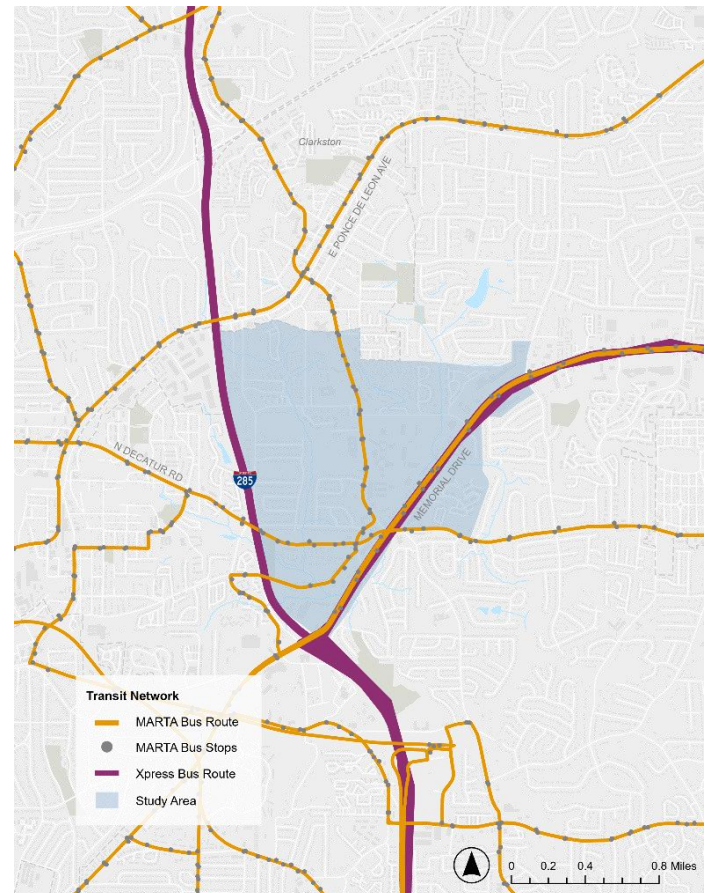 Clarkston
E PONCE DE LEON AVE
N DECATUR RD
285
MEMORIAL DRIVE
Transit Network
MARTA Bus Route
MARTA Bus Stops
Xpress Bus Route
Study Area
0 0.2 0.4 0.8 Miles